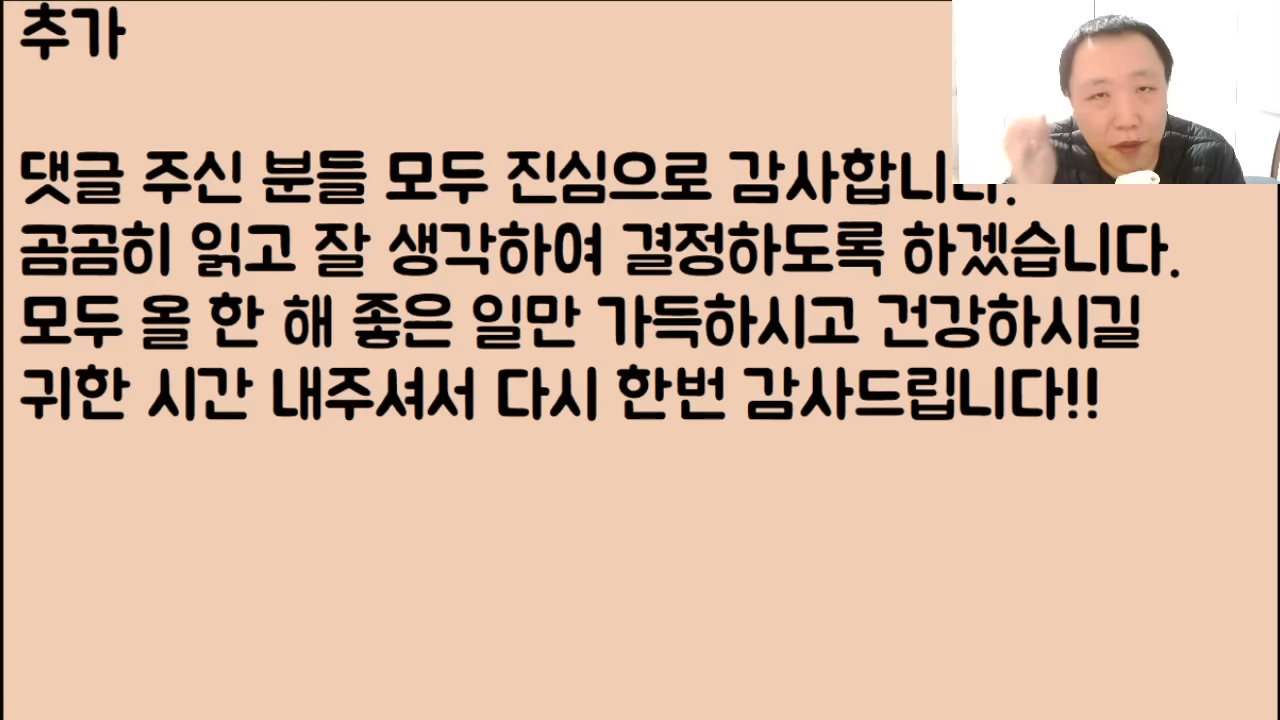 추가
댓글 주신 분들 모두 진심으로 감사합니다.
곰곰히 읽고 잘 생각하여 결정하도록 하겠습니다.
모두 올 한 해 좋은 일만 가득하시고 건강하시길
귀한 시간 내주셔서 다시 한번 감사드립니다!!